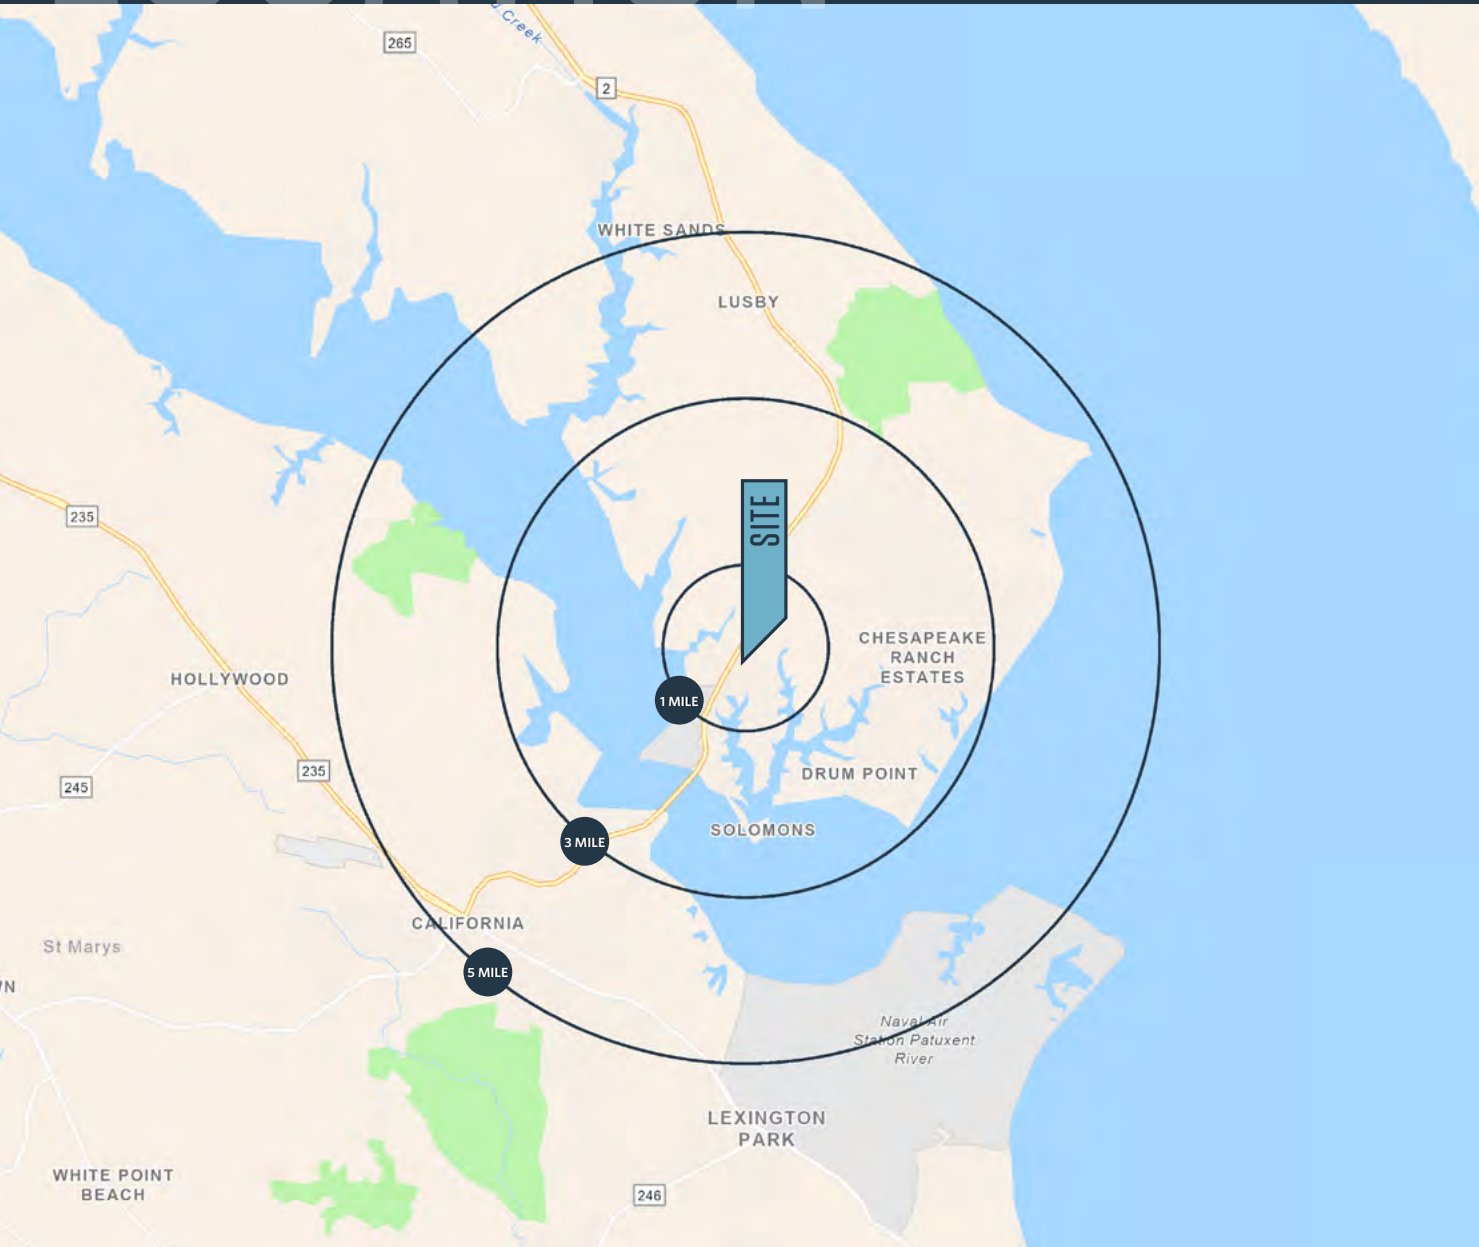 265
2
WHITE SANDS
LUSBY
SITE
235
CHESAPEAKE
RANCH
ESTATES
HOLLYWOOD
1 MILE
235
DRUM POINT
245
SOLOMONS
3 MILE
CALIFORNIA
St Marys
5 MILE
Naval Air
Station Patuxent
River
LEXINGTON
PARK
WHITE POINT
BEACH
246